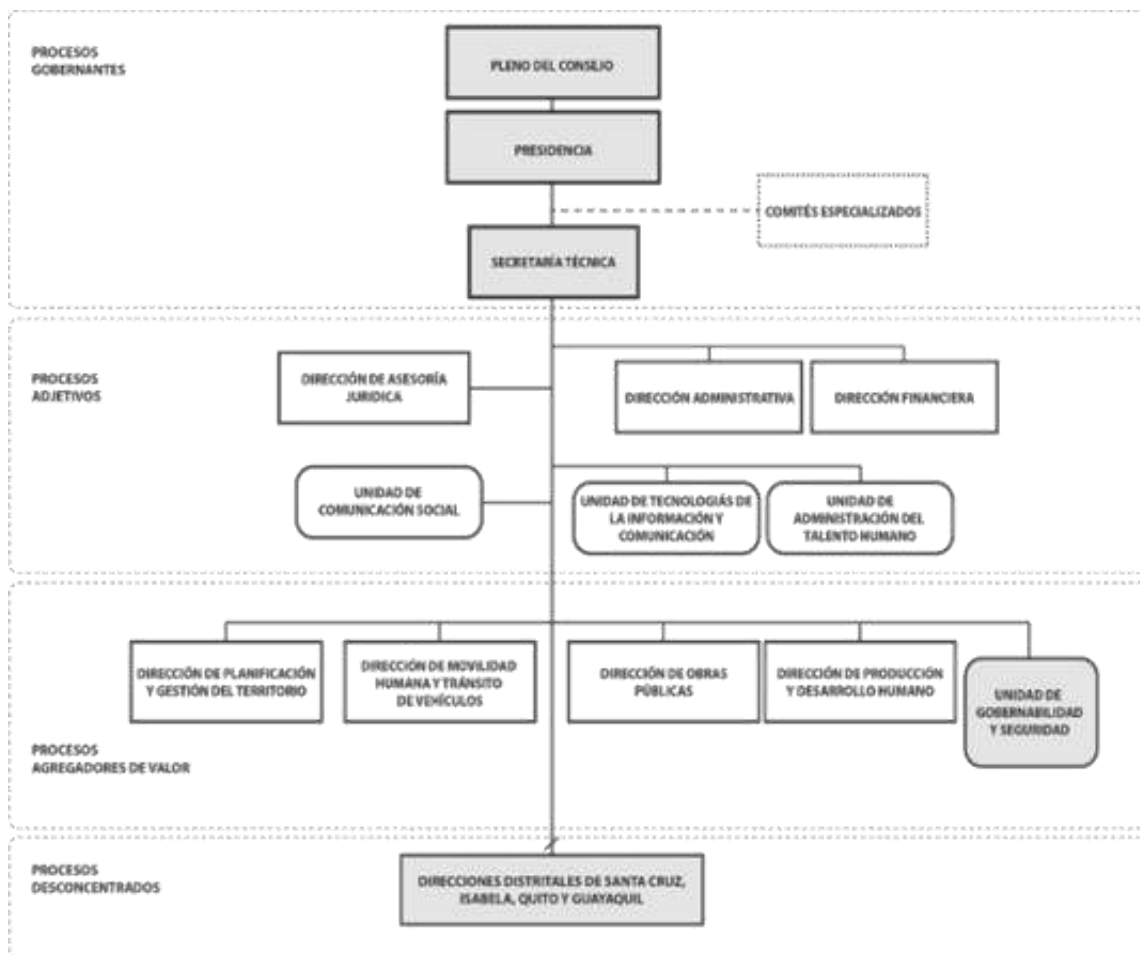 PROCESOS
GOBERNANTES
PLENO DEL CONSEJO
PRESIDENCIA
COMITÉS ESPECIALIZADOS
SECRETARÍA TÉCNICA
PROCESOS
ADJETIVOS
DIRECCIÓN DE ASESORÍA
JURIDICA
DIRECCIÓN ADMINISTRATIVA
DIRECCIÓN FINANCIERA
UNIDAD DE
COMUNICACIÓN SOCIAL
UNIDAD DE TECNOLOGIÁS DE
LA INFORMACIÓN Y
COMUNICACIÓN
UNIDAD DE
ADMINISTRACIÓN DEL
TALENTO HUMANO
DIRECCIÓN DE PLANIFICACIÓN
Y GESTIÓN DEL TERRITORIO
DIRECCIÓN DE MOVILIDAD
HUMANA Y TRÁNSITO
DE VEHÍCULOS
DIRECCIÓN DE OBRAS
PÚBLICAS
DIRECCIÓN DE PRODUCCIÓN
Y DESARROLLO HUMANO
UNIDAD DE
GOBERNABILIDAD
Y SEGURIDAD
PROCESOS
AGREGADORES DE VALOR
PROCESOS
DESCONCENTRADOS
DIRECCIONES DISTRITALES DE SANTA CRUZ,
ISABELA, QUITO Y GUAYAQUIL